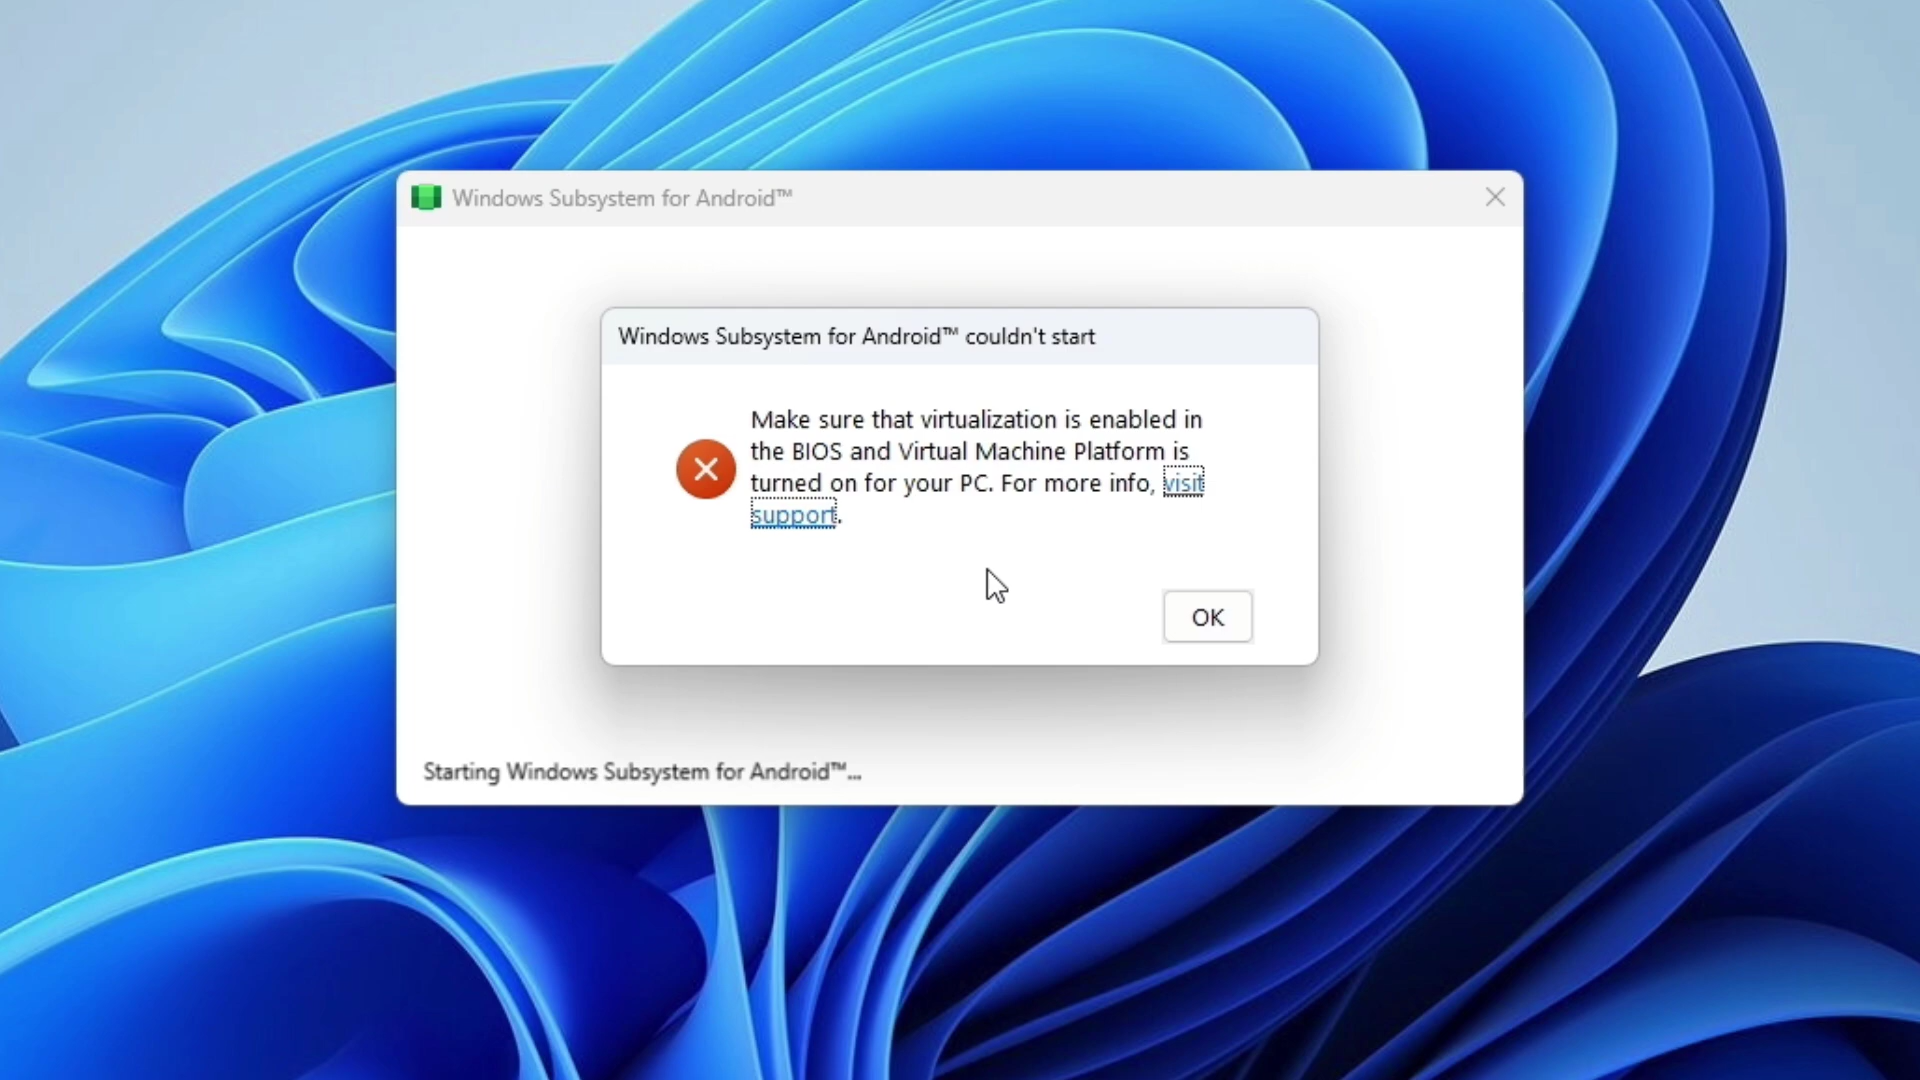 Windows Subsystem for Android™
Windows Subsystem for Android™ couldn't start
Make sure that virtualization is enabled in
the BIOS and Virtual Machine Platform is
turned on for your PC. For more info, visit
support.
OK
Starting Windows Subsystem for Android™...